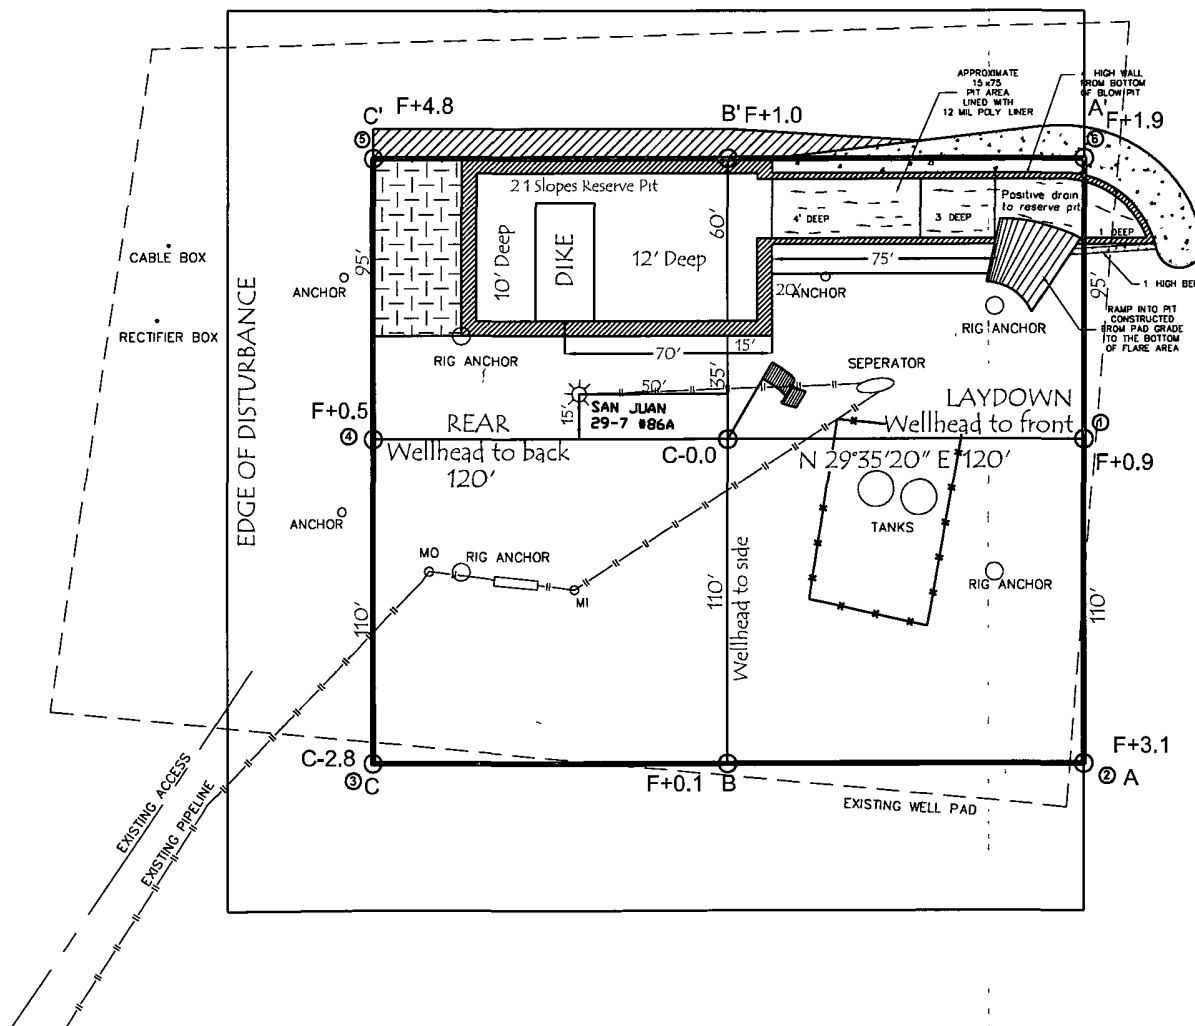 APPROXIMATE
15 x75
PIT AREA
LINED WITH
12 MIL POLY LINER
HIGH WALL
FROM BOTTOM
OF BLOW PIT
C'
F+4.8
B'
F+1.0
A'
F+1.9
5
6
21 Slopes Reserve Pit
Positive drain
to reserve pit
4' DEEP
3 DEEP
1 DEEP
60'
95'
10' Deep
DIKE
12' Deep
75'
95'
CABLE BOX
ANCHOR
20'
ANCHOR
1 HIGH BER
RECTIFIER BOX
RIG ANCHOR
RIG ANCHOR
RAMP INTO PIT
CONSTRUCTED
FROM PAD GRADE
TO THE BOTTOM
OF FLARE AREA
15'
70'
35'
SEPERATOR
50'
15'
SAN JUAN
29-7 #86A
F+0.5
4
REAR
Wellhead to back
120'
C-0.0
LAYDOWN
Wellhead to front
N 29°35'20" E 120'
1
F+0.9
EDGE OF DISTURBANCE
ANCHOR
TANKS
MO
RIG ANCHOR
MI
RIG ANCHOR
110'
110'
Wellhead to side
110'
C-2.8
3
C
F+0.1
B
F+3.1
2
A
EXISTING WELL PAD
EXISTING ACCESS
EXISTING PIPELINE